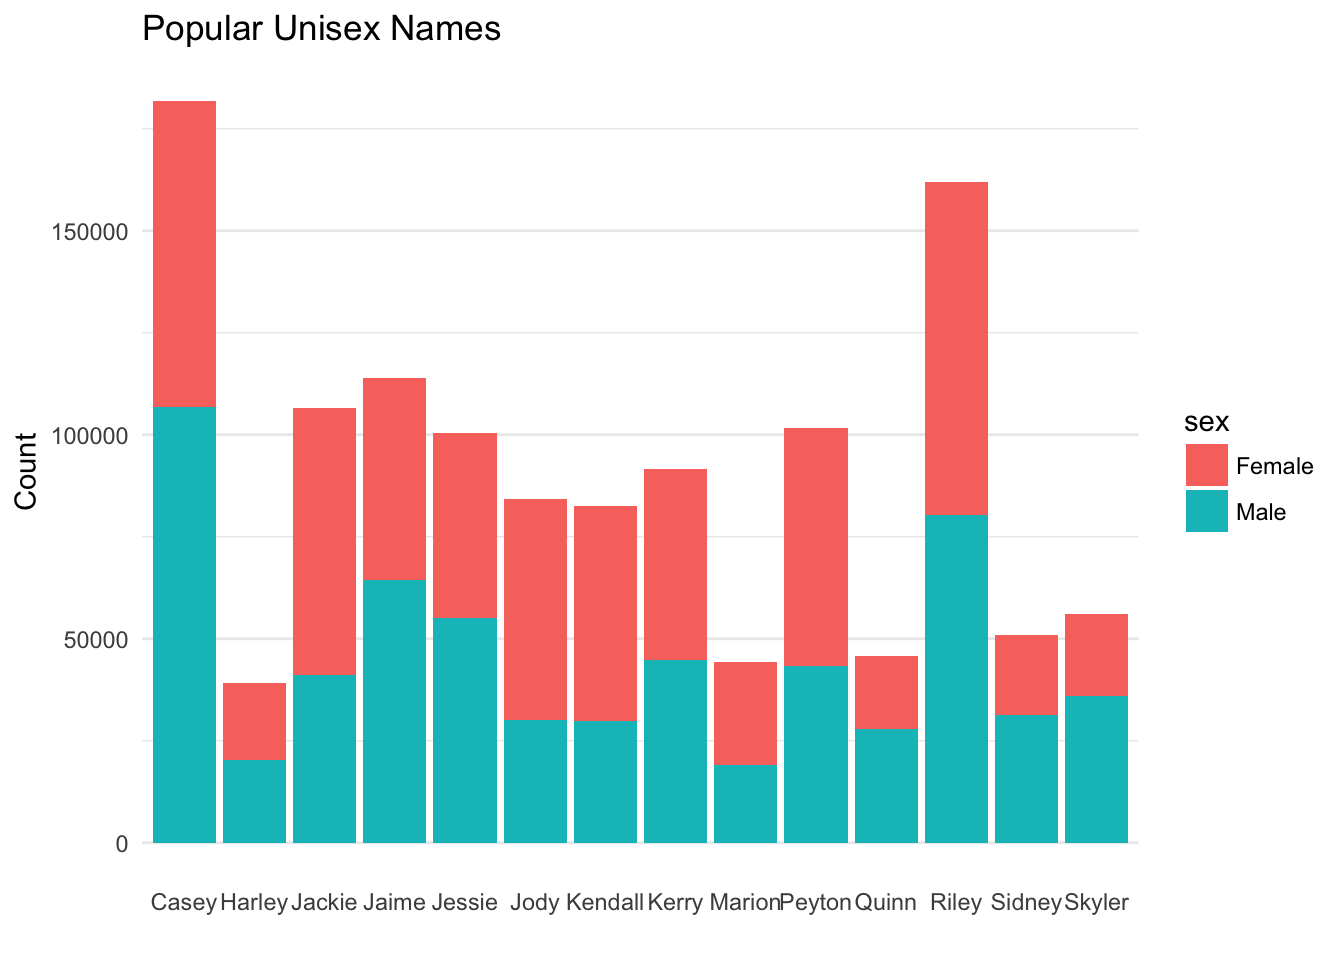 Popular Unisex Names
150000
100000
50000
0
Count
Casey Harley Jackie Jaime Jessie Jody Kendall Kerry Marion Peyton Quinn Riley Sidney Skyler
sex
Female
Male